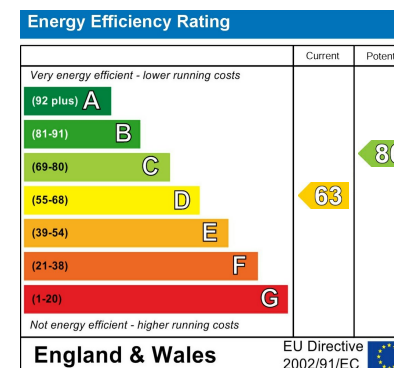 Energy Efficiency Rating
Current
Very energy efficient - lower running costs
(92 plus) A
(81-91) B
(69-80) C
(55-68) D
63
(39-54) E
(21-38) F
(1-20) G
Not energy efficient - higher running costs
England & Wales
EU Directive
2002/91/EC